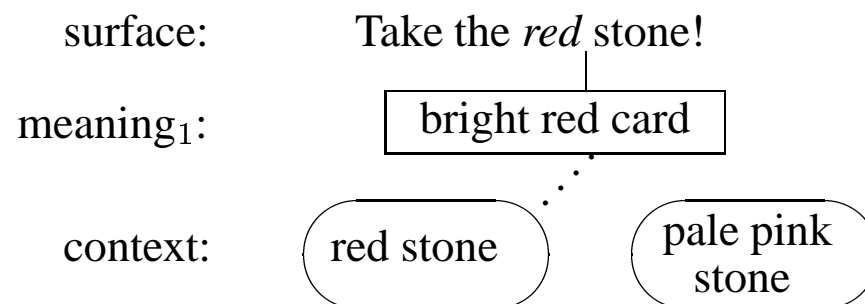 surface: Take the red stone!
meaning₁: bright red card
context: red stone pale pink
stone